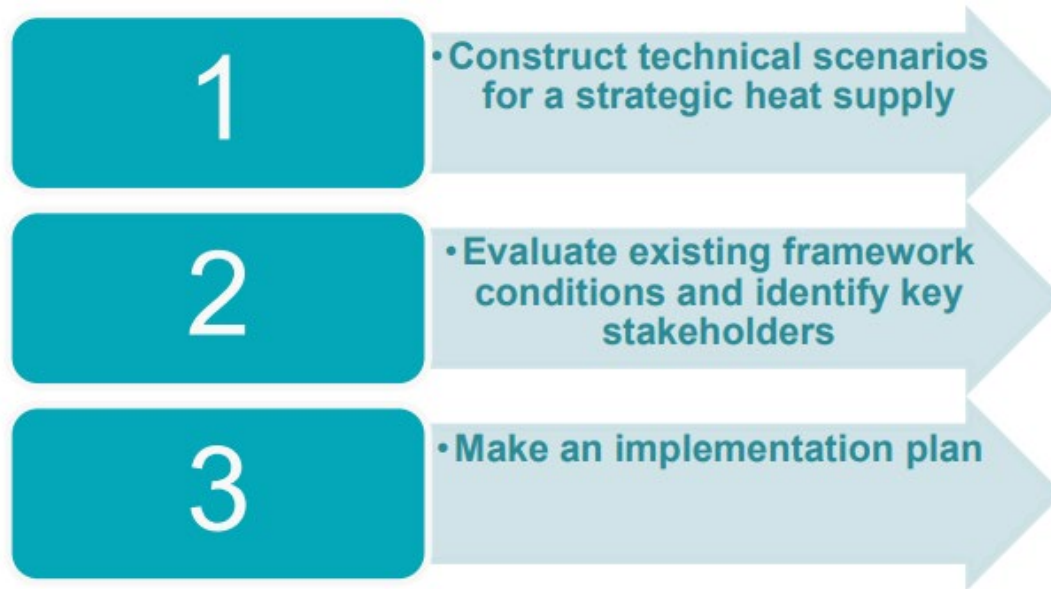 1
• Construct technical scenarios
for a strategic heat supply
2
• Evaluate existing framework
conditions and identify key
stakeholders
3
• Make an implementation plan